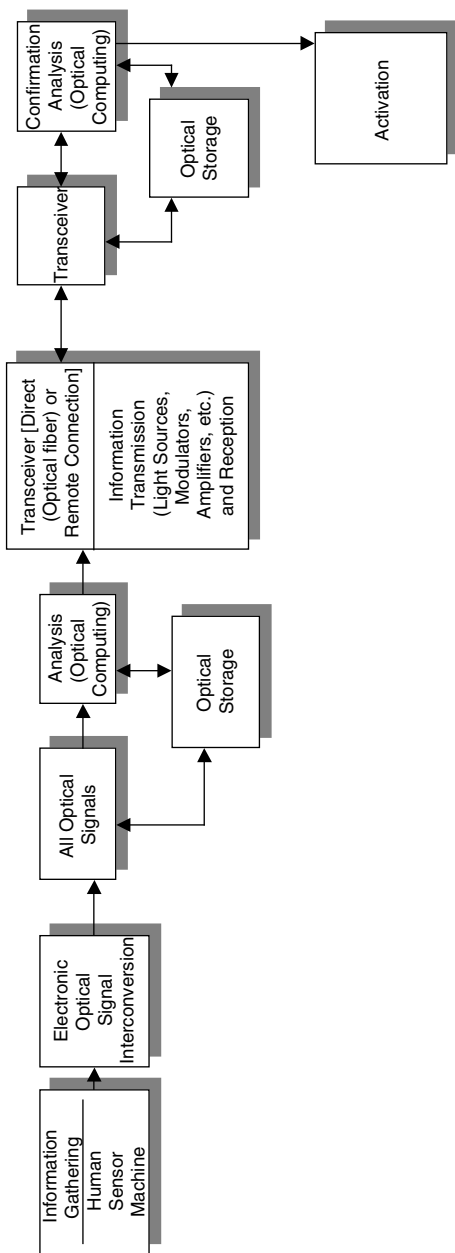 Information
Gathering
Human
Sensor
Machine
Electronic
Optical
Signal
Interconversion
All Optical
Signals
Analysis
(Optical
Computing)
Optical
Storage
Transceiver [Direct
(Optical fiber) or
Remote Connection]
Information
Transmission
(Light Sources,
Modulators,
Amplifiers, etc.)
and Reception
Transceiver
Confirmation
Analysis
(Optical
Computing)
Optical
Storage
Activation